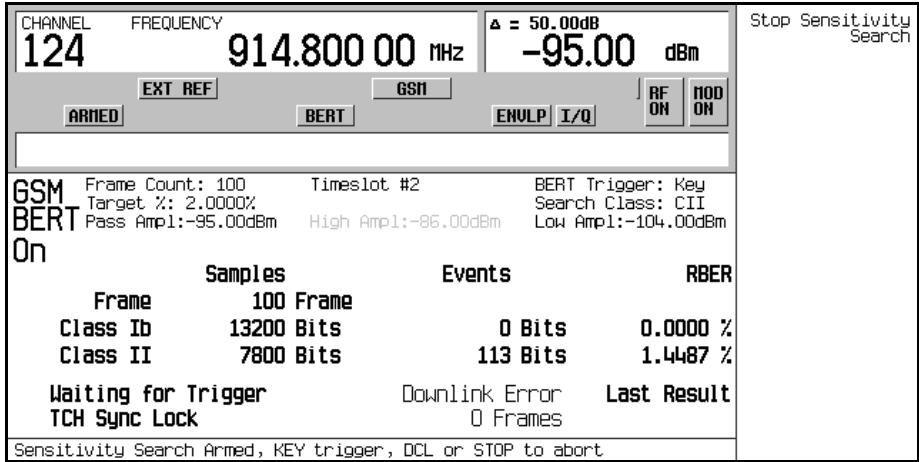 CHANNEL FREQUENCY Δ = 50.00dB
124 914.800 00 MHz -95.00 dBm
Stop Sensitivity
Search
EXT REF GSM RF ON MOD ON
ARMED BERT ENVLP I/Q
GSM BERT On
Frame Count: 100 Timeslot #2 BERT Trigger: Key
Target %: 2.0000% Search Class: CII
Pass Ampl:-95.00dBm High Ampl:-86.00dBm Low Ampl:-104.00dBm
Samples Events RBER
Frame 100 Frame
Class Ib 13200 Bits 0 Bits 0.0000 %
Class II 7800 Bits 113 Bits 1.4487 %
Waiting for Trigger Downlink Error Last Result
TCH Sync Lock 0 Frames
Sensitivity Search Armed, KEY trigger, DCL or STOP to abort